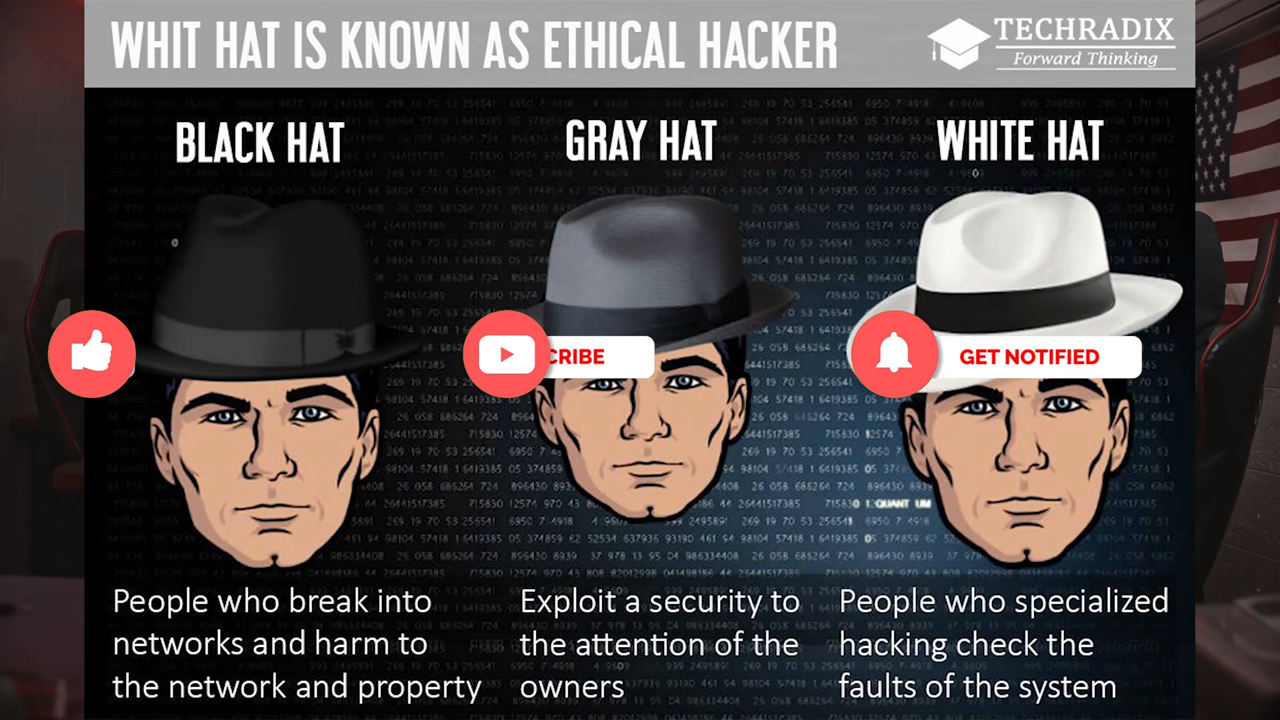 WHIT HAT IS KNOWN AS ETHICAL HACKER
TECHRADIX
Forward Thinking
BLACK HAT
GRAY HAT
WHITE HAT
CRIBE
GET NOTIFIED
QUANT UM
People who break into
networks and harm to
the network and property
Exploit a security to
the attention of the
owners
People who specialized
hacking check the
faults of the system